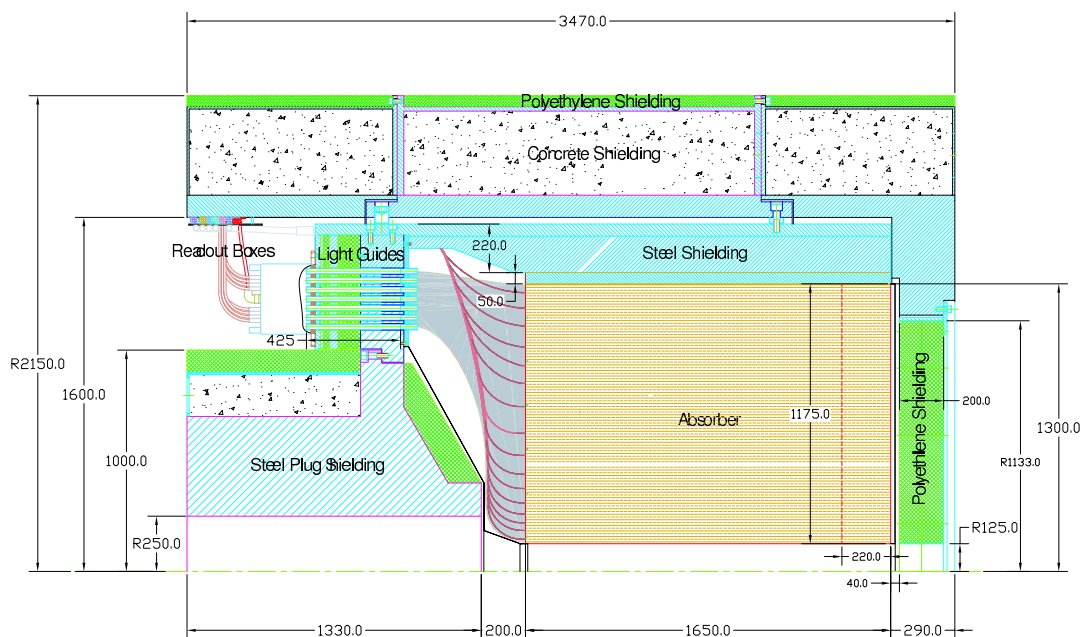 3470.0
Polyethylene Shielding
Concrete Shielding
Readout Boxes
Light Guides
220.0
Steel Shielding
50.0
425
R2150.0
1600.0
1000.0
1175.0
Absorber
Polyethlene Shielding
200.0
1300.0
R1133.0
Steel Plug Shielding
R250.0
R125.0
220.0
40.0
1330.0
200.0
1650.0
290.0